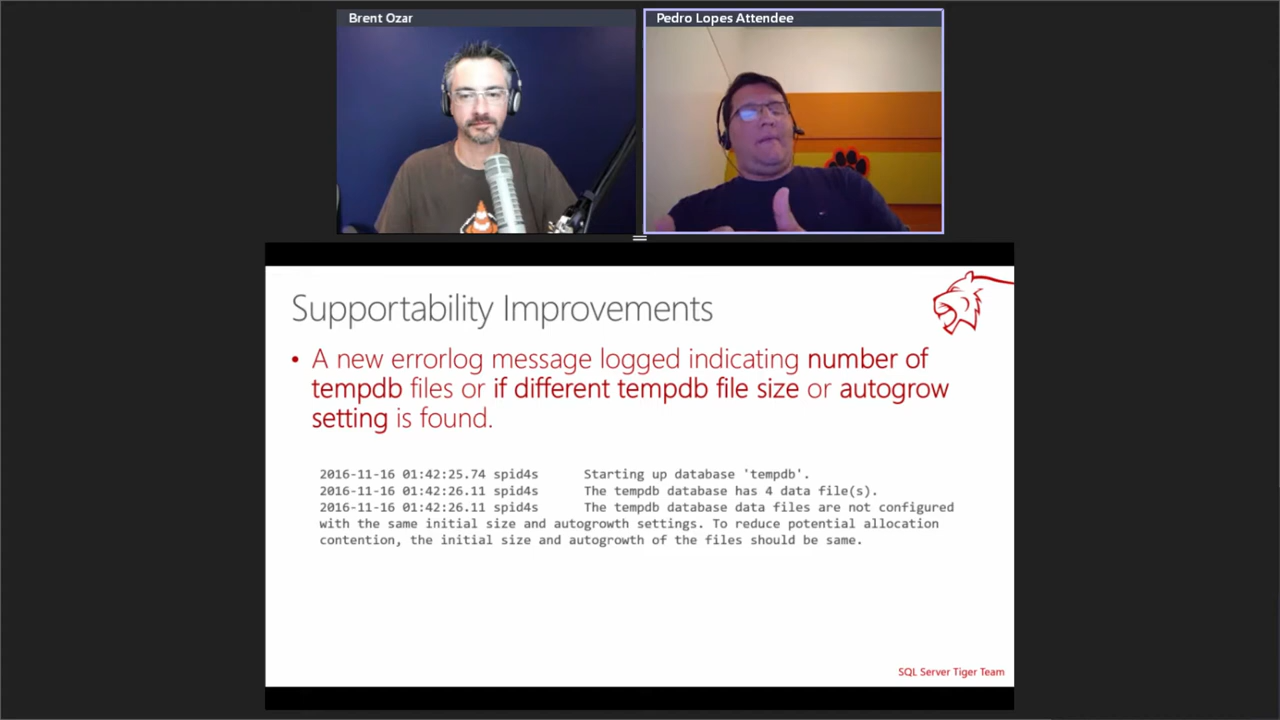 Brent Ozar
Pedro Lopes Attendee
Supportability Improvements
• A new errorlog message logged indicating number of
tempdb files or if different tempdb file size or autogrow
setting is found.
2016-11-16 01:42:25.74 spid4s      Starting up database 'tempdb'.
2016-11-16 01:42:26.11 spid4s      The tempdb database has 4 data file(s).
2016-11-16 01:42:26.11 spid4s      The tempdb database data files are not configured
with the same initial size and autogrowth settings. To reduce potential allocation
contention, the initial size and autogrowth of the files should be same.
SQL Server Tiger Team